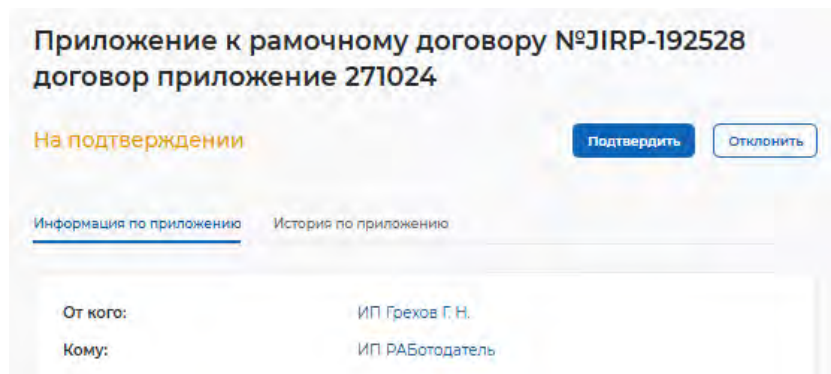 Приложение к рамочному договору №JIRP-192528
договор приложение 271024
На подтверждении
Подтвердить
Отклонить
Информация по приложению
История по приложению
От кого:
ИП Грехов Г. Н.
Кому:
ИП РАБотодатель